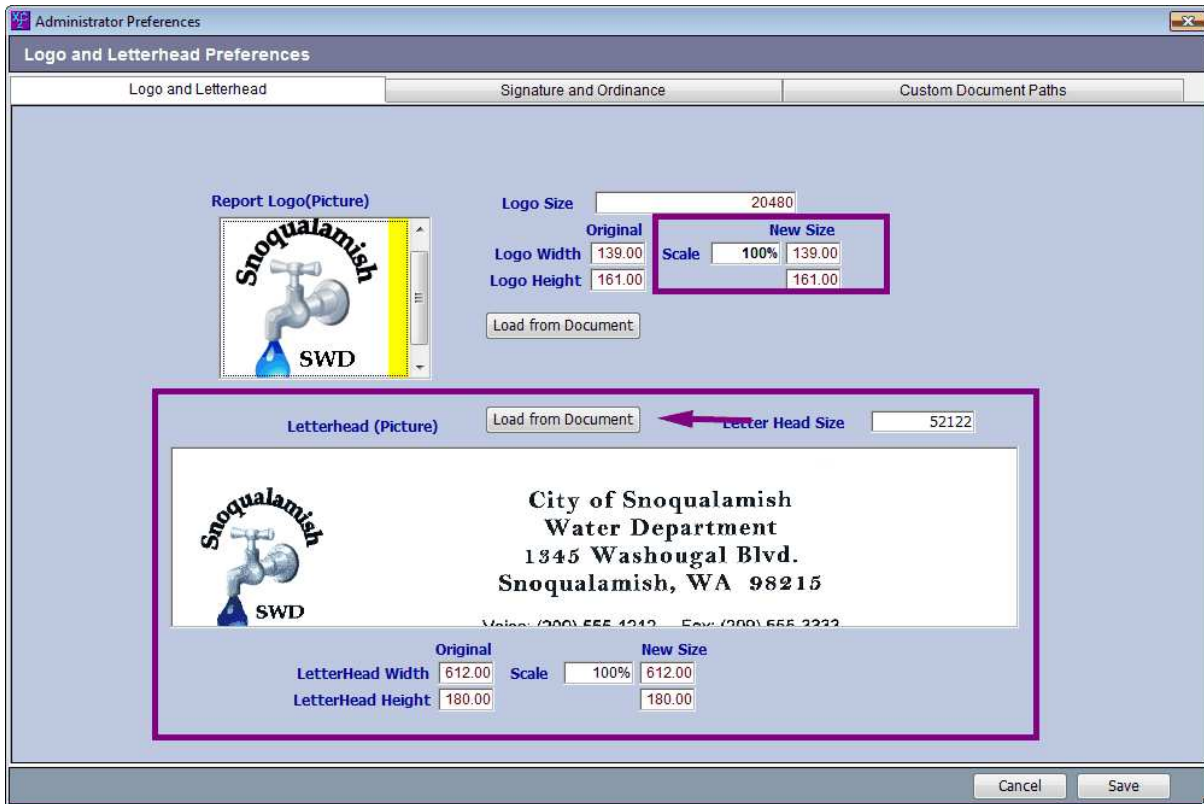 Administrator Preferences
Logo and Letterhead Preferences
Logo and Letterhead Signature and Ordinance Custom Document Paths
Report Logo(Picture)
Snoqualamish
SWD
Logo Size 20480
Original New Size
Logo Width 139.00 Scale 100% 139.00
Logo Height 161.00 161.00
Load from Document
Letterhead (Picture) Load from Document Letter Head Size 52122
Snoqualamish
SWD
City of Snoqualamish
Water Department
1345 Washougal Blvd.
Snoqualamish, WA 98215
Original New Size
LetterHead Width 612.00 Scale 100% 612.00
LetterHead Height 180.00 180.00
Cancel Save